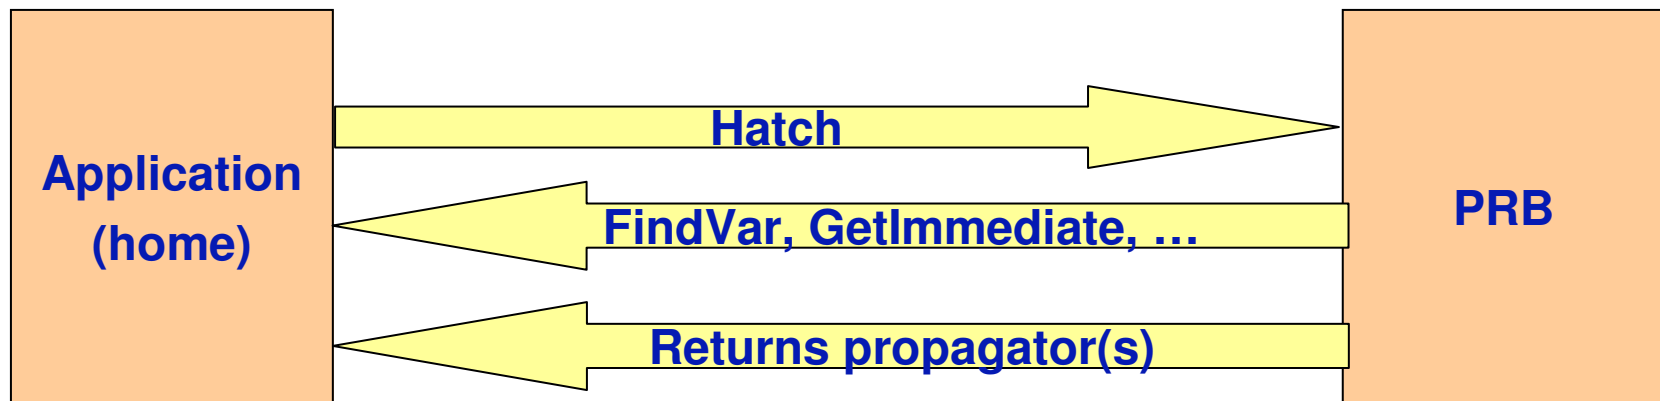 Application
(home)
Hatch
FindVar, GetImmediate, …
Returns propagator(s)
PRB